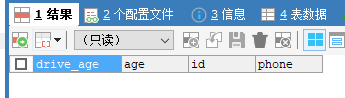 1 结果 2 个配置文件 3 信息 4 表数据
(只读)
drive_age age id phone